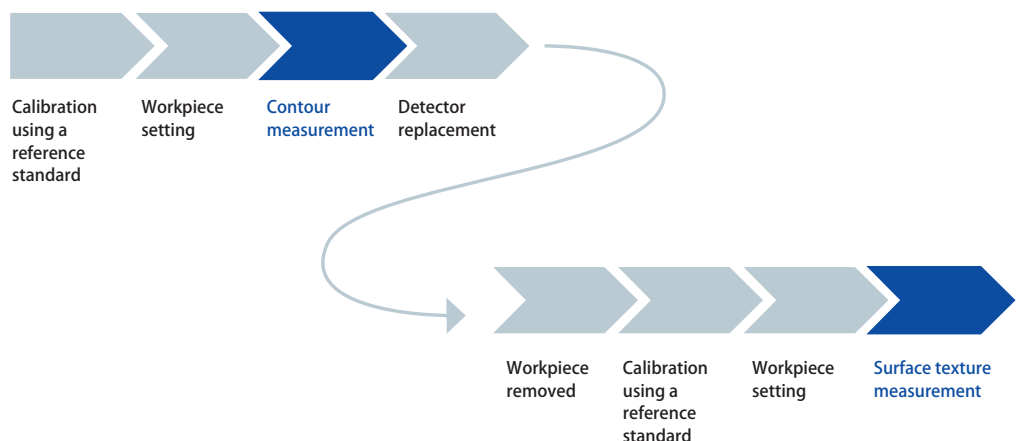 Calibration
using a
reference
standard
Workpiece
setting
Contour
measurement
Detector
replacement
Workpiece
removed
Calibration
using a
reference
standard
Workpiece
setting
Surface texture
measurement